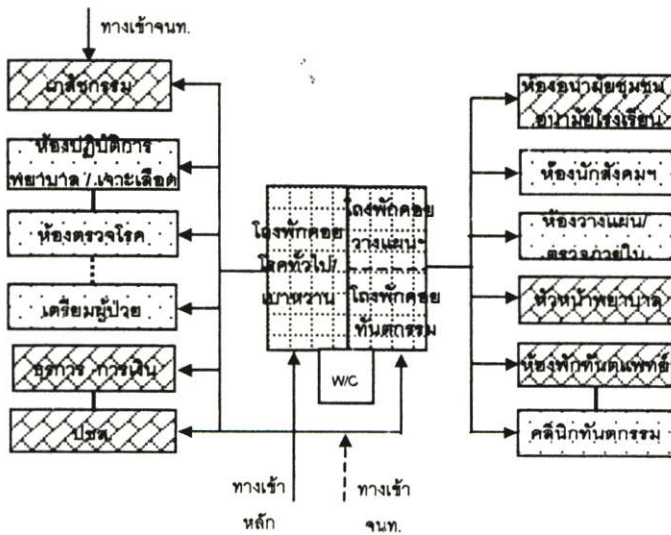 ทางเข้าจนท.
เภสัชกรรม
ห้องปฏิบัติการ
พยาบาล / เจาะเลือด
ห้องตรวจโรค
เตรียมผู้ป่วย
ธุรการ การเงิน
ปชส.
โถงพักคอย
โรคทั่วไป/
เบาหวาน
โถงพักคอย
วางแผนฯ
โถงพักคอย
ทันตกรรม
W/C
ทางเข้า
หลัก
ทางเข้า
จนท.
ห้องอนามัยชุมชน
อนามัยโรงเรียน
ห้องนักสังคมฯ
ห้องวางแผน/
ตรวจภายใน
หัวหน้าพยาบาล
ห้องพักทันตแพทย์
คลีนิกทันตกรรม